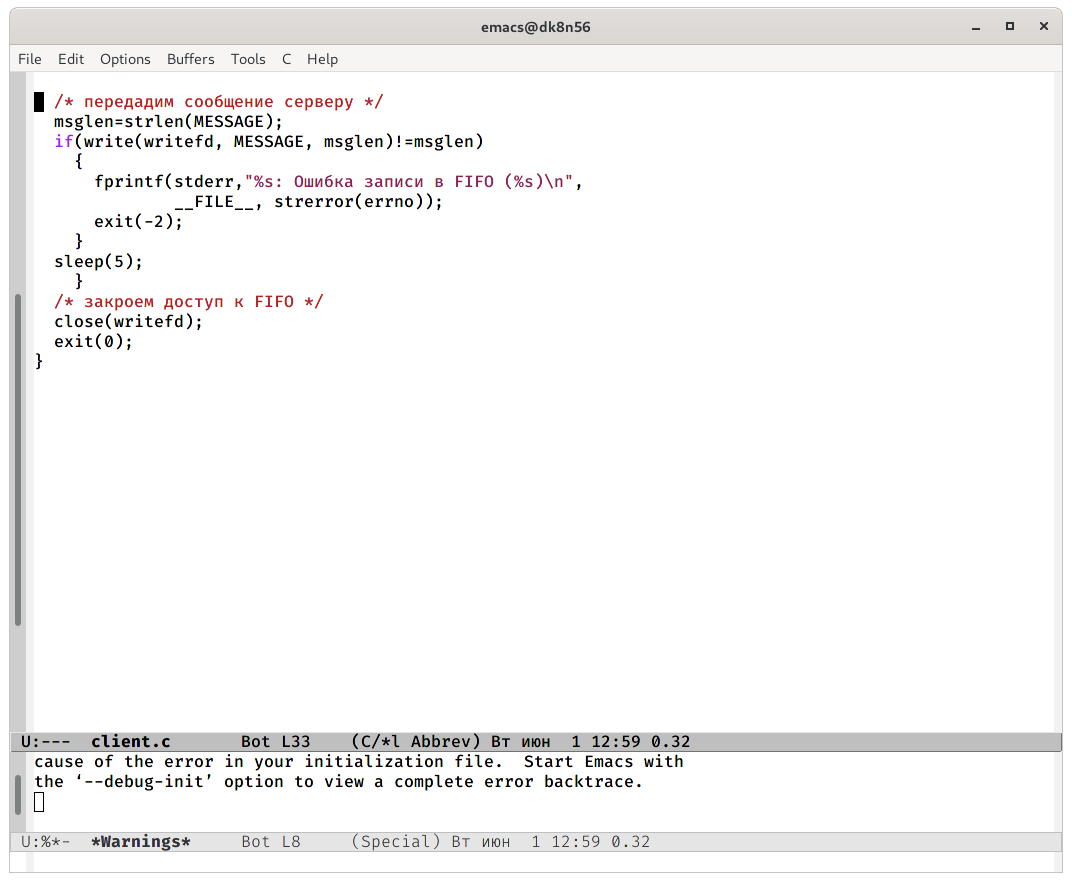 emacs@dk8n56
File Edit Options Buffers Tools C Help
/* передадим сообщение серверу */
msglen=strlen(MESSAGE);
if(write(writefd, MESSAGE, msglen)!=msglen)
{
fprintf(stderr,"%s: Ошибка записи в FIFO (%s)\n",
__FILE__, strerror(errno));
exit(-2);
}
sleep(5);
}
/* закроем доступ к FIFO */
close(writefd);
exit(0);
}
U:--- client.c Bot L33 (C/*l Abbrev) Вт июн 1 12:59 0.32
cause of the error in your initialization file. Start Emacs with
the ‘--debug-init’ option to view a complete error backtrace.
U:%*- *Warnings* Bot L8 (Special) Вт июн 1 12:59 0.32